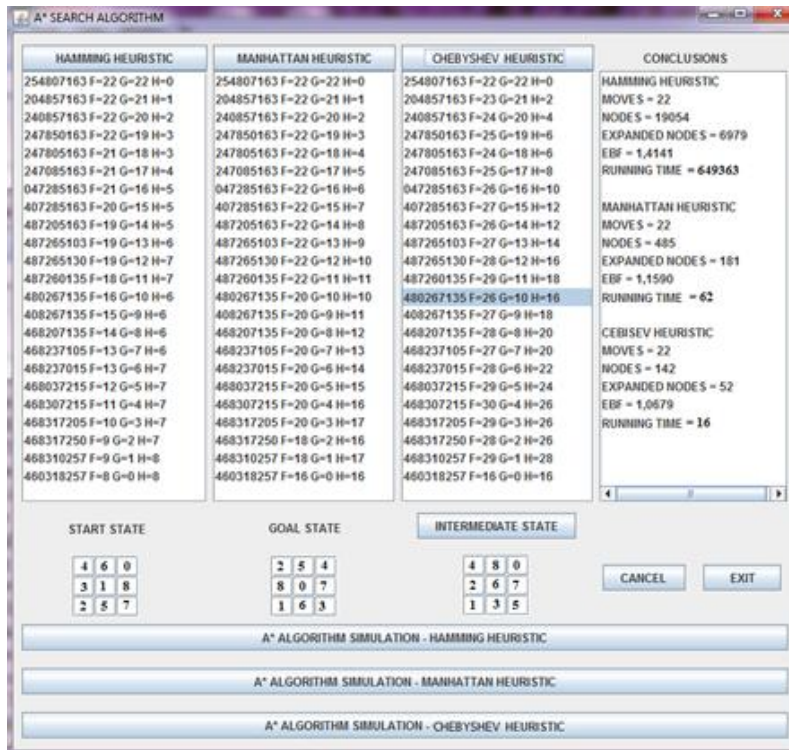 A* SEARCH ALGORITHM
HAMMING HEURISTIC
254807163 F=22 G=22 H=0
204857163 F=22 G=21 H=1
240857163 F=22 G=20 H=2
247850163 F=22 G=19 H=3
247805163 F=21 G=18 H=3
247085163 F=21 G=17 H=4
047285163 F=21 G=16 H=5
407285163 F=20 G=15 H=5
487205163 F=19 G=14 H=5
487265103 F=19 G=13 H=6
487265130 F=19 G=12 H=7
487260135 F=18 G=11 H=7
480267135 F=16 G=10 H=6
408267135 F=15 G=9 H=6
468207135 F=14 G=8 H=6
468237105 F=13 G=7 H=6
468237015 F=13 G=6 H=7
468037215 F=12 G=5 H=7
468307215 F=11 G=4 H=7
468317205 F=10 G=3 H=7
468317250 F=9 G=2 H=7
468310257 F=9 G=1 H=8
460318257 F=8 G=0 H=8
MANHATTAN HEURISTIC
254807163 F=22 G=22 H=0
204857163 F=22 G=21 H=1
240857163 F=22 G=20 H=2
247850163 F=22 G=19 H=3
247805163 F=22 G=18 H=4
247085163 F=22 G=17 H=5
047285163 F=22 G=16 H=6
407285163 F=22 G=15 H=7
487205163 F=22 G=14 H=8
487265103 F=22 G=13 H=9
487265130 F=22 G=12 H=10
487260135 F=22 G=11 H=11
480267135 F=20 G=10 H=10
408267135 F=20 G=9 H=11
468207135 F=20 G=8 H=12
468237105 F=20 G=7 H=13
468237015 F=20 G=6 H=14
468037215 F=20 G=5 H=15
468307215 F=20 G=4 H=16
468317205 F=20 G=3 H=17
468317250 F=18 G=2 H=16
468310257 F=18 G=1 H=17
460318257 F=16 G=0 H=16
CHEBYSHEV HEURISTIC
254807163 F=22 G=22 H=0
204857163 F=23 G=21 H=2
240857163 F=24 G=20 H=4
247850163 F=25 G=19 H=6
247805163 F=24 G=18 H=6
247085163 F=25 G=17 H=8
047285163 F=26 G=16 H=10
407285163 F=27 G=15 H=12
487205163 F=26 G=14 H=12
487265103 F=27 G=13 H=14
487265130 F=28 G=12 H=16
487260135 F=29 G=11 H=18
480267135 F=26 G=10 H=16
408267135 F=27 G=9 H=18
468207135 F=28 G=8 H=20
468237105 F=27 G=7 H=20
468237015 F=28 G=6 H=22
468037215 F=29 G=5 H=24
468307215 F=30 G=4 H=26
468317205 F=29 G=3 H=26
468317250 F=28 G=2 H=26
468310257 F=29 G=1 H=28
460318257 F=16 G=0 H=16
CONCLUSIONS
HAMMING HEURISTIC
MOVES = 22
NODES = 19054
EXPANDED NODES = 6979
EBF = 1,4141
RUNNING TIME = 649363
MANHATTAN HEURISTIC
MOVES = 22
NODES = 485
EXPANDED NODES = 181
EBF = 1,1590
RUNNING TIME = 62
CEBISEV HEURISTIC
MOVES = 22
NODES = 142
EXPANDED NODES = 52
EBF = 1,0679
RUNNING TIME = 16
START STATE
4 6 0
3 1 8
2 5 7
GOAL STATE
2 5 4
8 0 7
1 6 3
INTERMEDIATE STATE
4 8 0
2 6 7
1 3 5
CANCEL
EXIT
A* ALGORITHM SIMULATION - HAMMING HEURISTIC
A* ALGORITHM SIMULATION - MANHATTAN HEURISTIC
A* ALGORITHM SIMULATION - CHEBYSHEV HEURISTIC